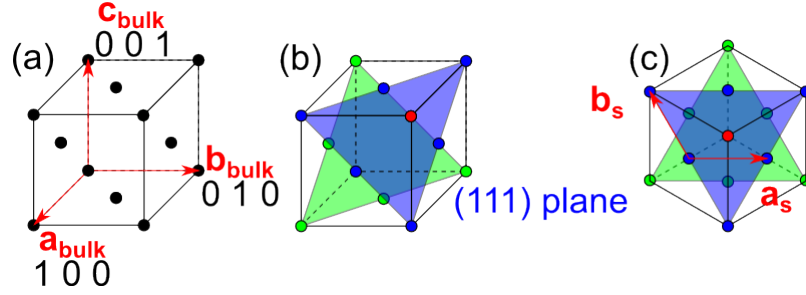 (a)
c bulk
0 0 1
b bulk
0 1 0
a bulk
1 0 0
(b)
(111) plane
(c)
b s
a s